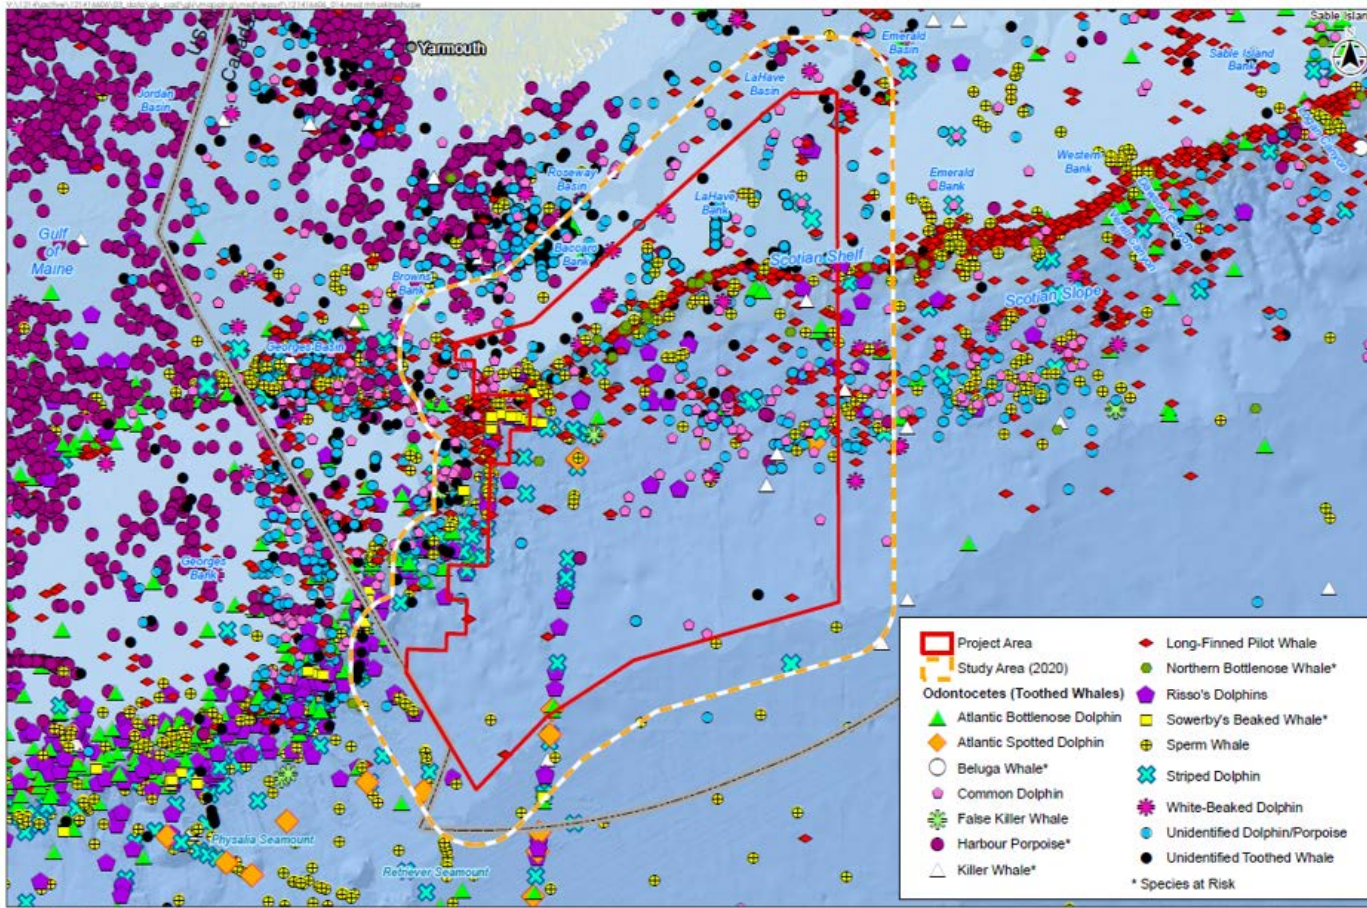 Sable Island
Yarmouth
Emerald
Basin
LaHave
Basin
Sable Island
Bank
Jordan
Basin
Roseway
Basin
Emerald
Bank
Western
Bank
LaHave
Bank
Gulf
of
Maine
Baccaro
Bank
Browns
Bank
Scotian Shelf
Scotian Slope
Georges Basin
Georges
Bank
Physalia Seamount
Retriever Seamount
Project Area
Study Area (2020)
Odontocetes (Toothed Whales)
Atlantic Bottlenose Dolphin
Atlantic Spotted Dolphin
Beluga Whale*
Common Dolphin
False Killer Whale
Harbour Porpoise*
Killer Whale*
Long-Finned Pilot Whale
Northern Bottlenose Whale*
Risso's Dolphins
Sowerby's Beaked Whale*
Sperm Whale
Striped Dolphin
White-Beaked Dolphin
Unidentified Dolphin/Porpoise
Unidentified Toothed Whale
* Species at Risk